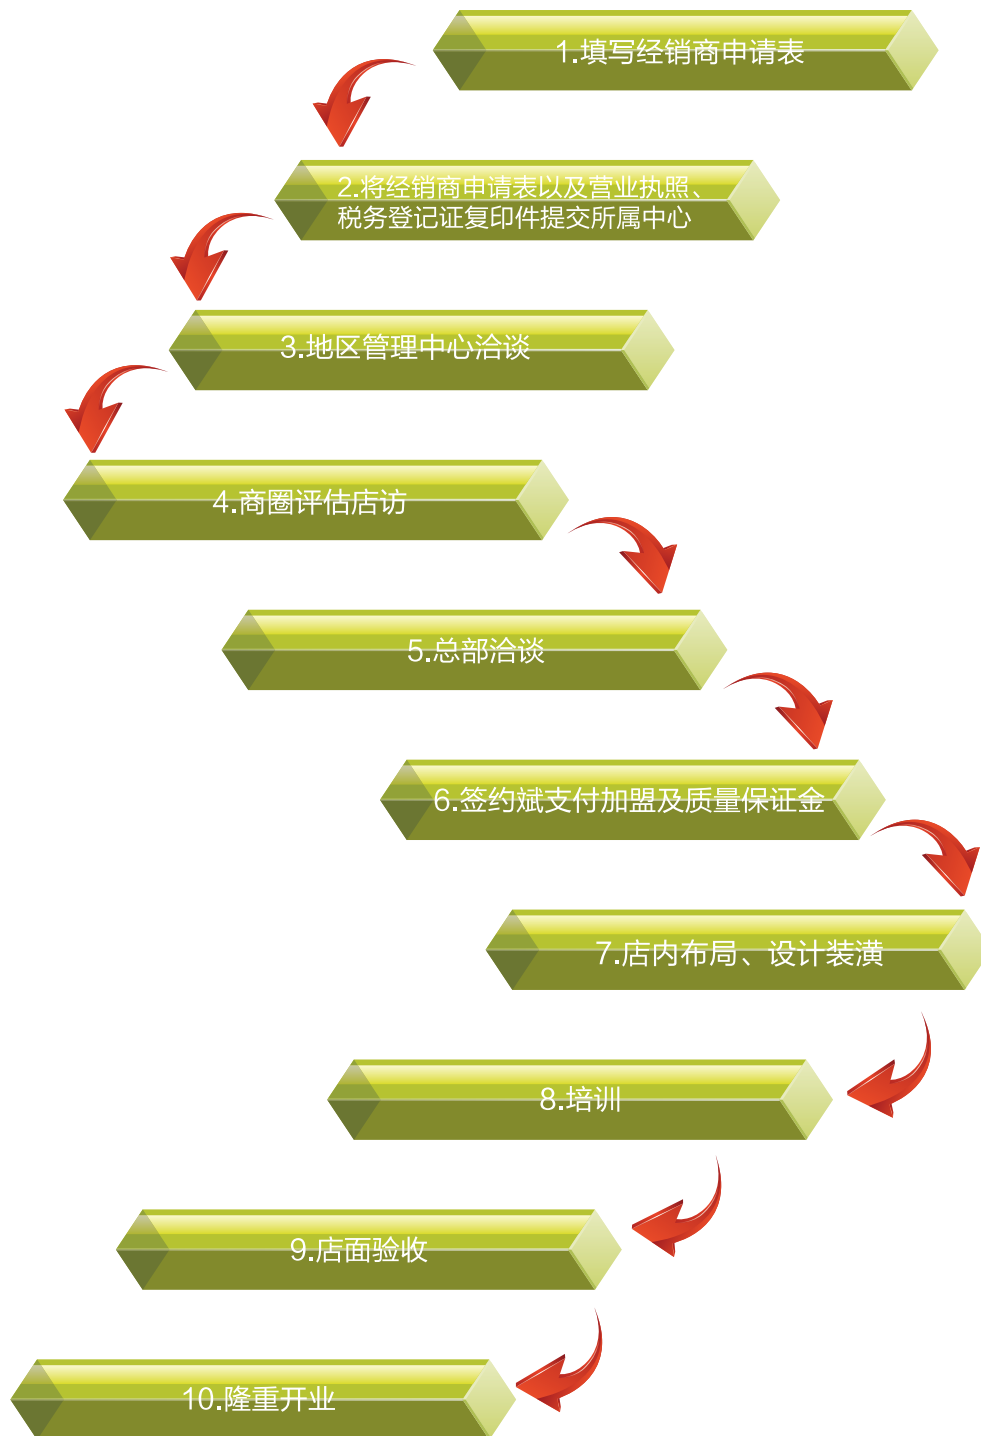 1.填写经销商申请表
2.将经销商申请表以及营业执照、
税务登记证复印件提交所属中心
3.地区管理中心洽谈
4.商圈评估店访
5.总部洽谈
6.签约斌支付加盟及质量保证金
7.店内布局、设计装潢
8.培训
9.店面验收
10.隆重开业